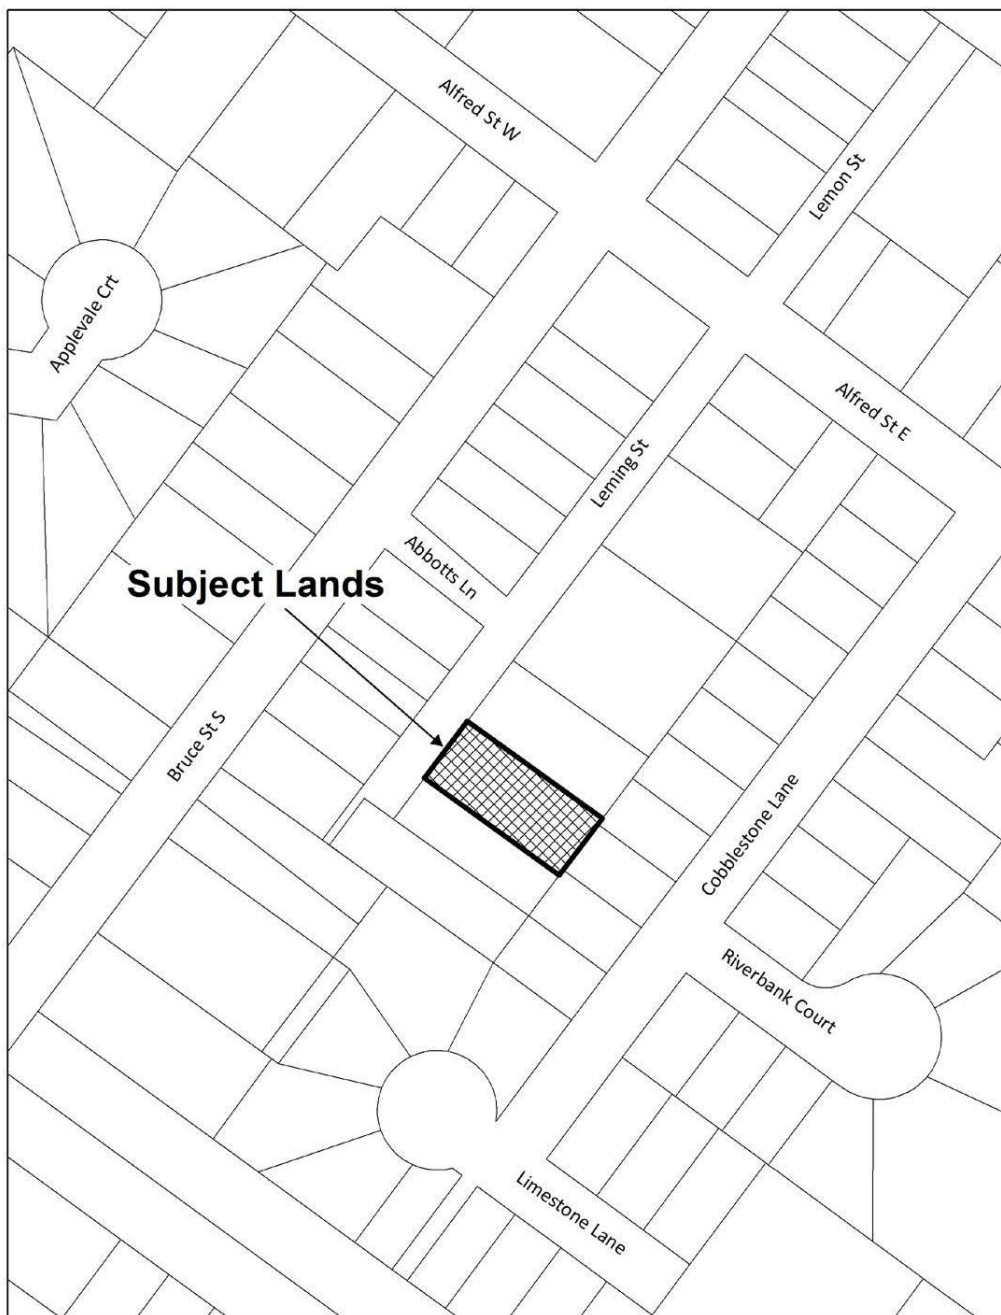 Alfred St W
Lemon St
Applevale Crt
Alfred St E
Leming St
Abbotts Ln
Subject Lands
Bruce St S
Cobblestone Lane
Riverbank Court
Limestone Lane